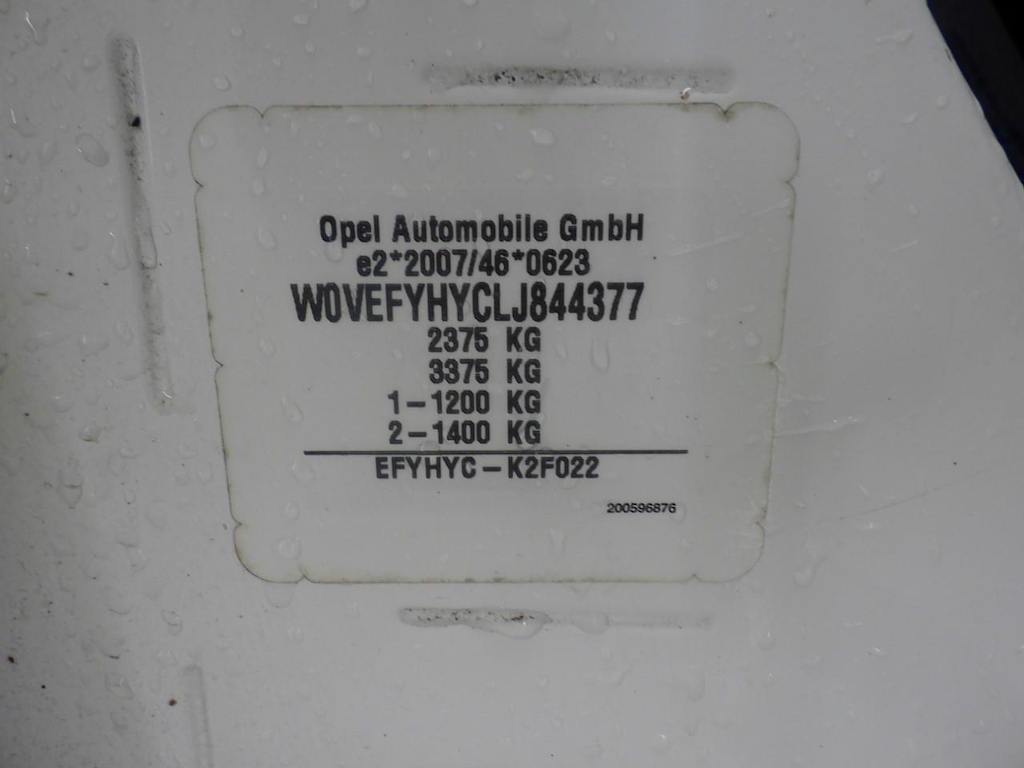 Opel Automobile GmbH
e2*2007/46*0623
W0VEFYHYCLJ844377
2375 KG
3375 KG
1-1200 KG
2-1400 KG
EFYHYC-K2F022
200596876